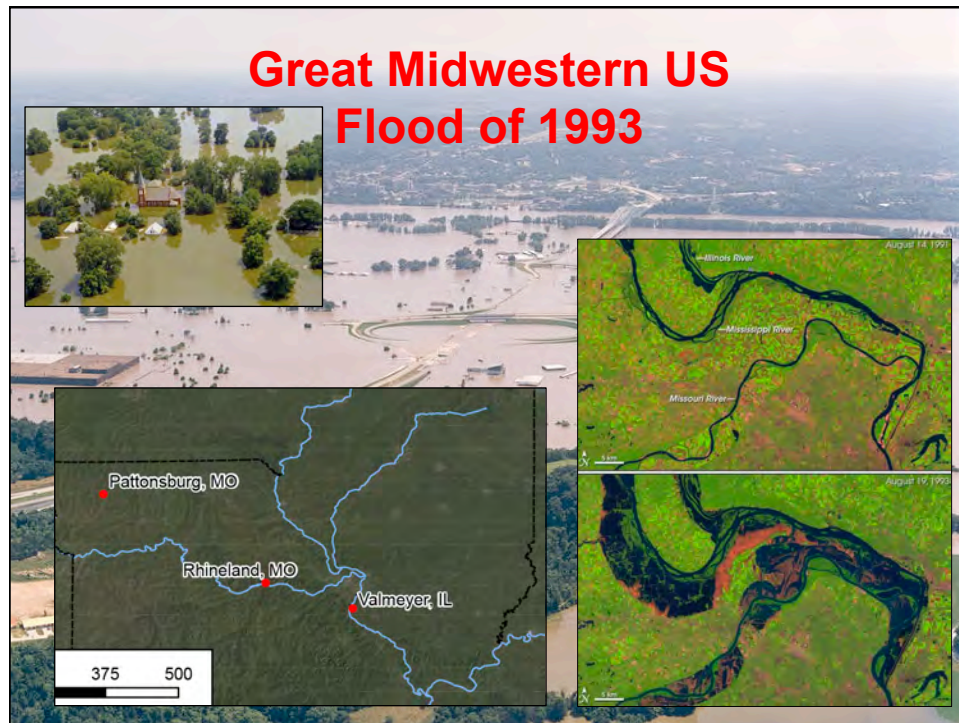 Great Midwestern US
Flood of 1993
August 14, 1991
Illinois River
Mississippi River
Missouri River
N
5 km
Pattonsburg, MO
Rhineland, MO
Valmeyer, IL
375 500
August 19, 1993
N
5 km